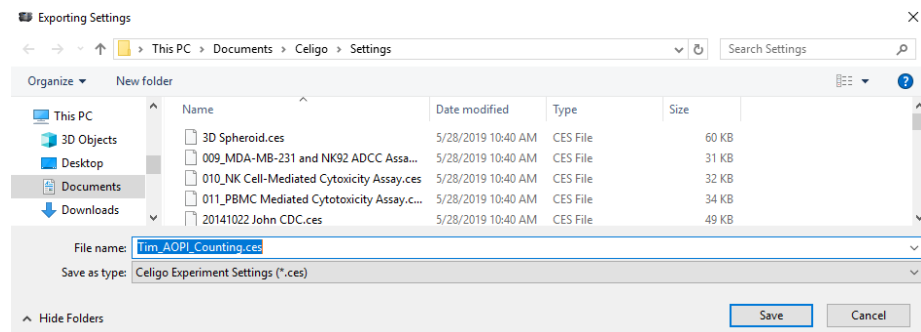 Exporting Settings
This PC > Documents > Celigo > Settings
Search Settings
Organize
New folder
This PC
3D Objects
Desktop
Documents
Downloads
Name Date modified Type Size
3D Spheroid.ces 5/28/2019 10:40 AM CES File 60 KB
009_MDA-MB-231 and NK92 ADCC Assa... 5/28/2019 10:40 AM CES File 31 KB
010_NK Cell-Mediated Cytoxicity Assay.ces 5/28/2019 10:40 AM CES File 32 KB
011_PBMC Mediated Cytotoxicity Assay.c... 5/28/2019 10:40 AM CES File 34 KB
20141022 John CDC.ces 5/28/2019 10:40 AM CES File 49 KB
File name: Tim_AOPI_Counting.ces
Save as type: Celigo Experiment Settings (*.ces)
Hide Folders
Save
Cancel